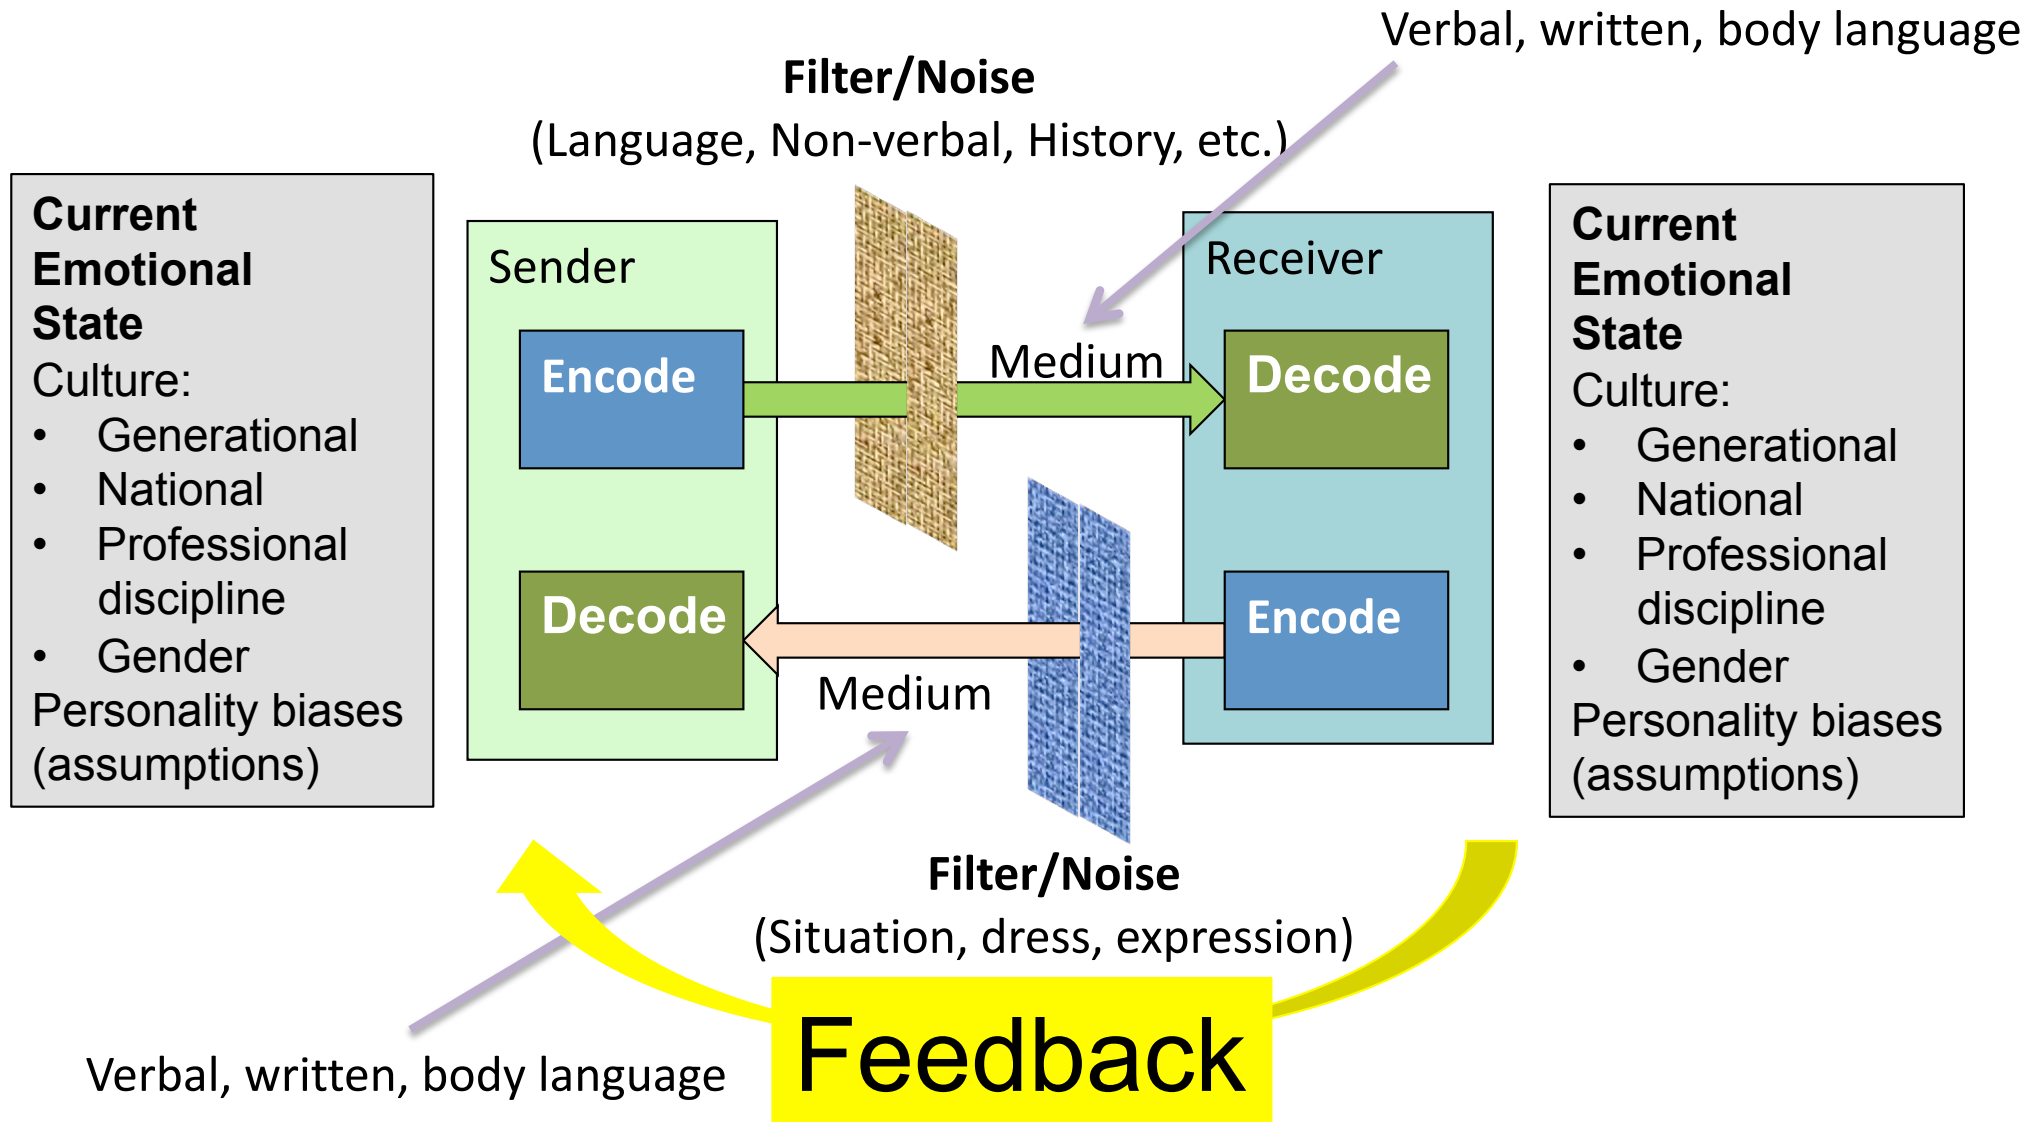 Verbal, written, body language
Filter/Noise
(Language, Non-verbal, History, etc.)
Current
Emotional
State
Culture:
• Generational
• National
• Professional
discipline
• Gender
Personality biases
(assumptions)
Sender
Encode
Decode
Medium
Receiver
Decode
Encode
Medium
Current
Emotional
State
Culture:
• Generational
• National
• Professional
discipline
• Gender
Personality biases
(assumptions)
Filter/Noise
(Situation, dress, expression)
Feedback
Verbal, written, body language